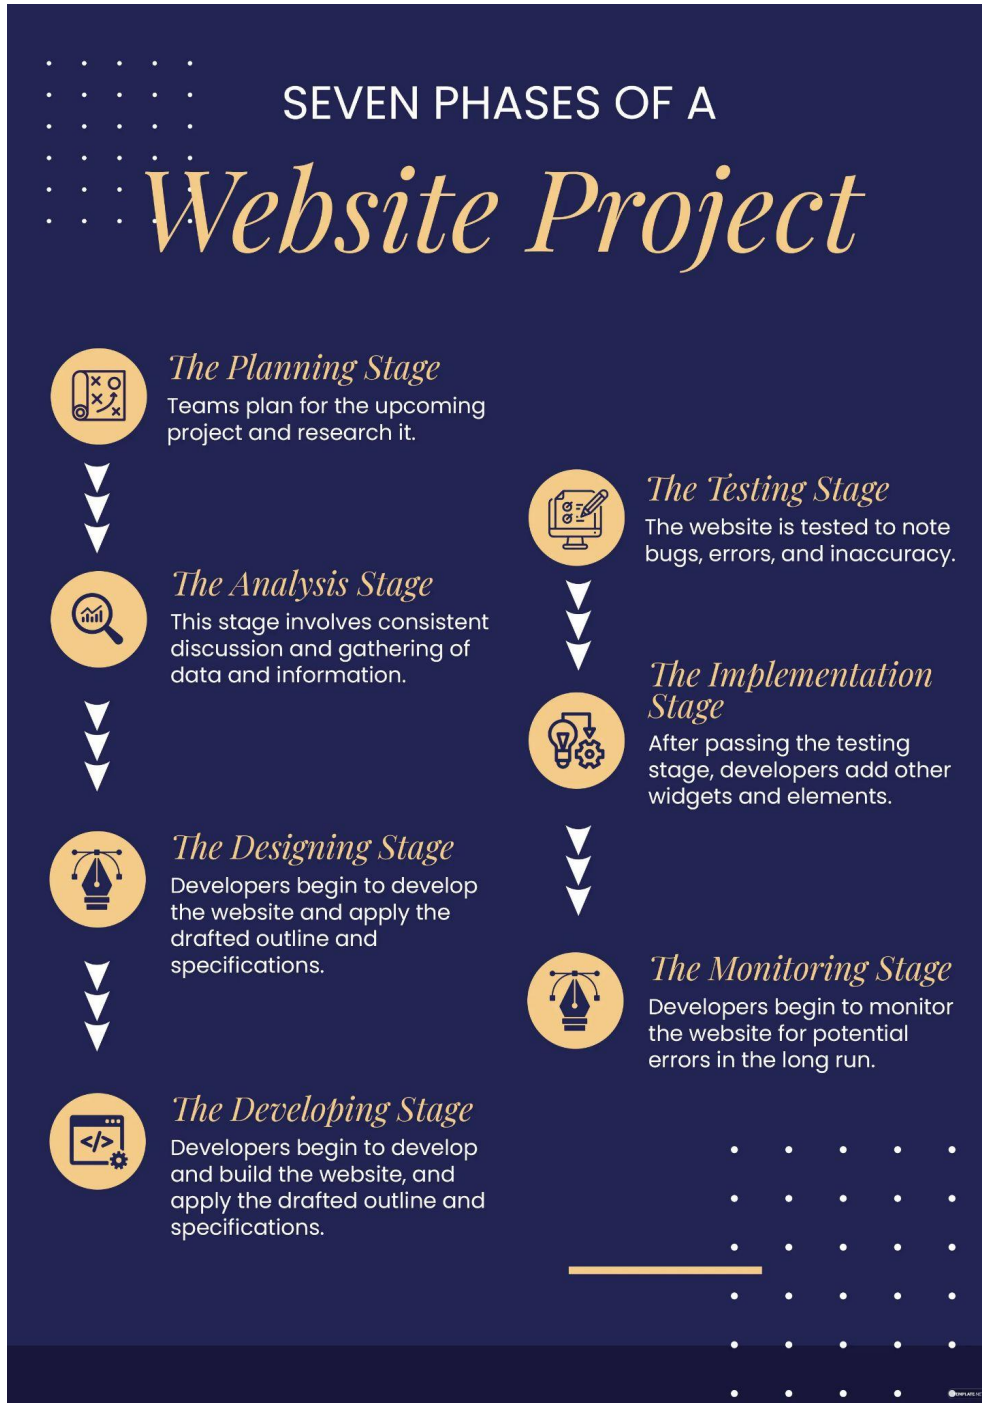 SEVEN PHASES OF A
Website Project
The Planning Stage
Teams plan for the upcoming
project and research it.
The Analysis Stage
This stage involves consistent
discussion and gathering of
data and information.
The Designing Stage
Developers begin to develop
the website and apply the
drafted outline and
specifications.
The Developing Stage
Developers begin to develop
and build the website, and
apply the drafted outline and
specifications.
The Testing Stage
The website is tested to note
bugs, errors, and inaccuracy.
The Implementation
Stage
After passing the testing
stage, developers add other
widgets and elements.
The Monitoring Stage
Developers begin to monitor
the website for potential
errors in the long run.